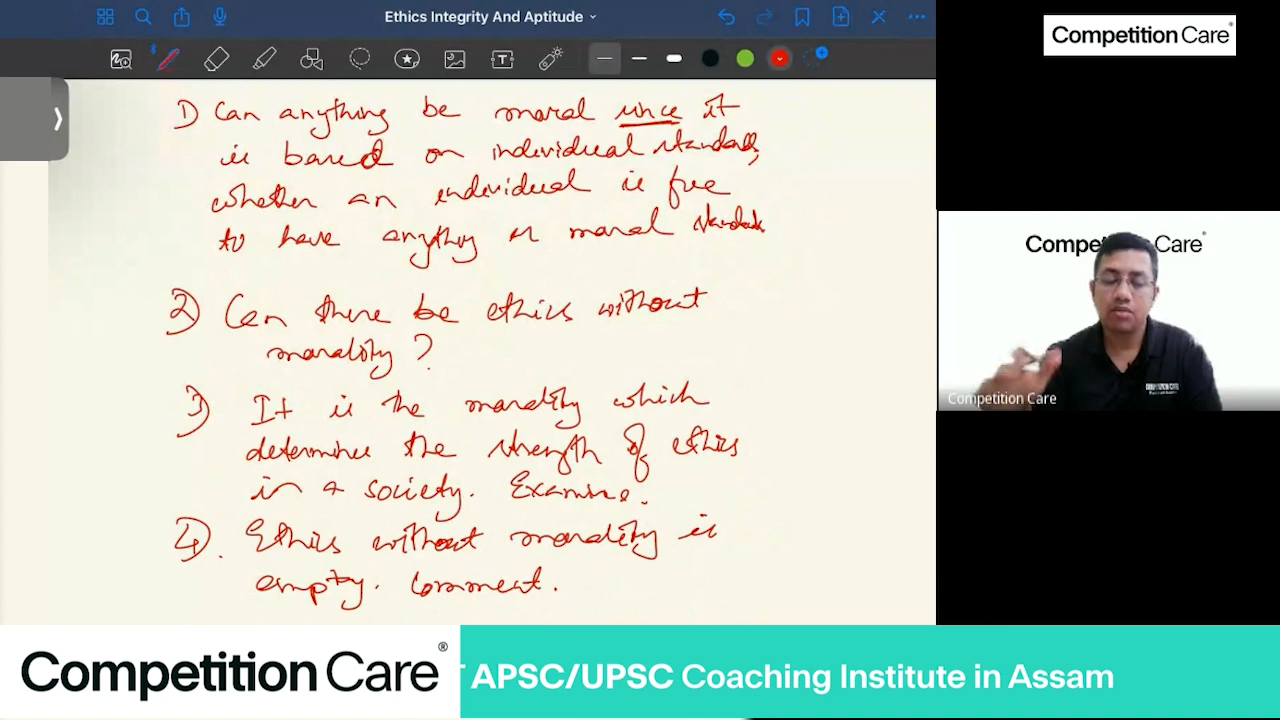 Ethics Integrity And Aptitude
Competition Care
1) Can anything be moral since it
is based on individual standards,
whether an individual is free
to have anything as moral standards
2) Can there be ethics without
morality?
3) It is the morality which
determines the strength of ethics
in a society. Examine.
4). Ethics without morality is
empty. Comment.
Competition Care
Competition Care
Competition Care®
APSC/UPSC Coaching Institute in Assam